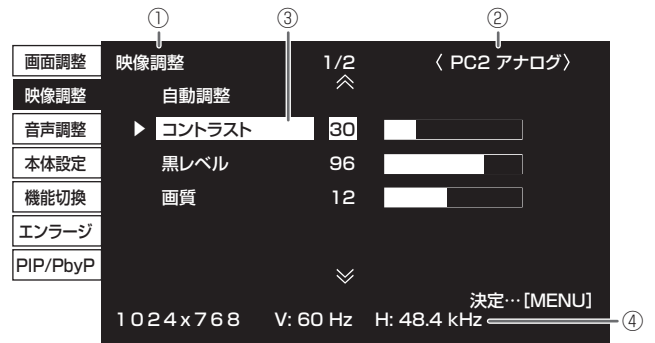 ① ③ ②
画面調整
映像調整
音声調整
本体設定
機能切換
エンラージ
PIP/PbyP
映像調整 1/2 〈 PC2 アナログ〉
自動調整
コントラスト 30
黒レベル 96
画質 12
決定…[MENU]
1024x768 V: 60 Hz H: 48.4 kHz ④